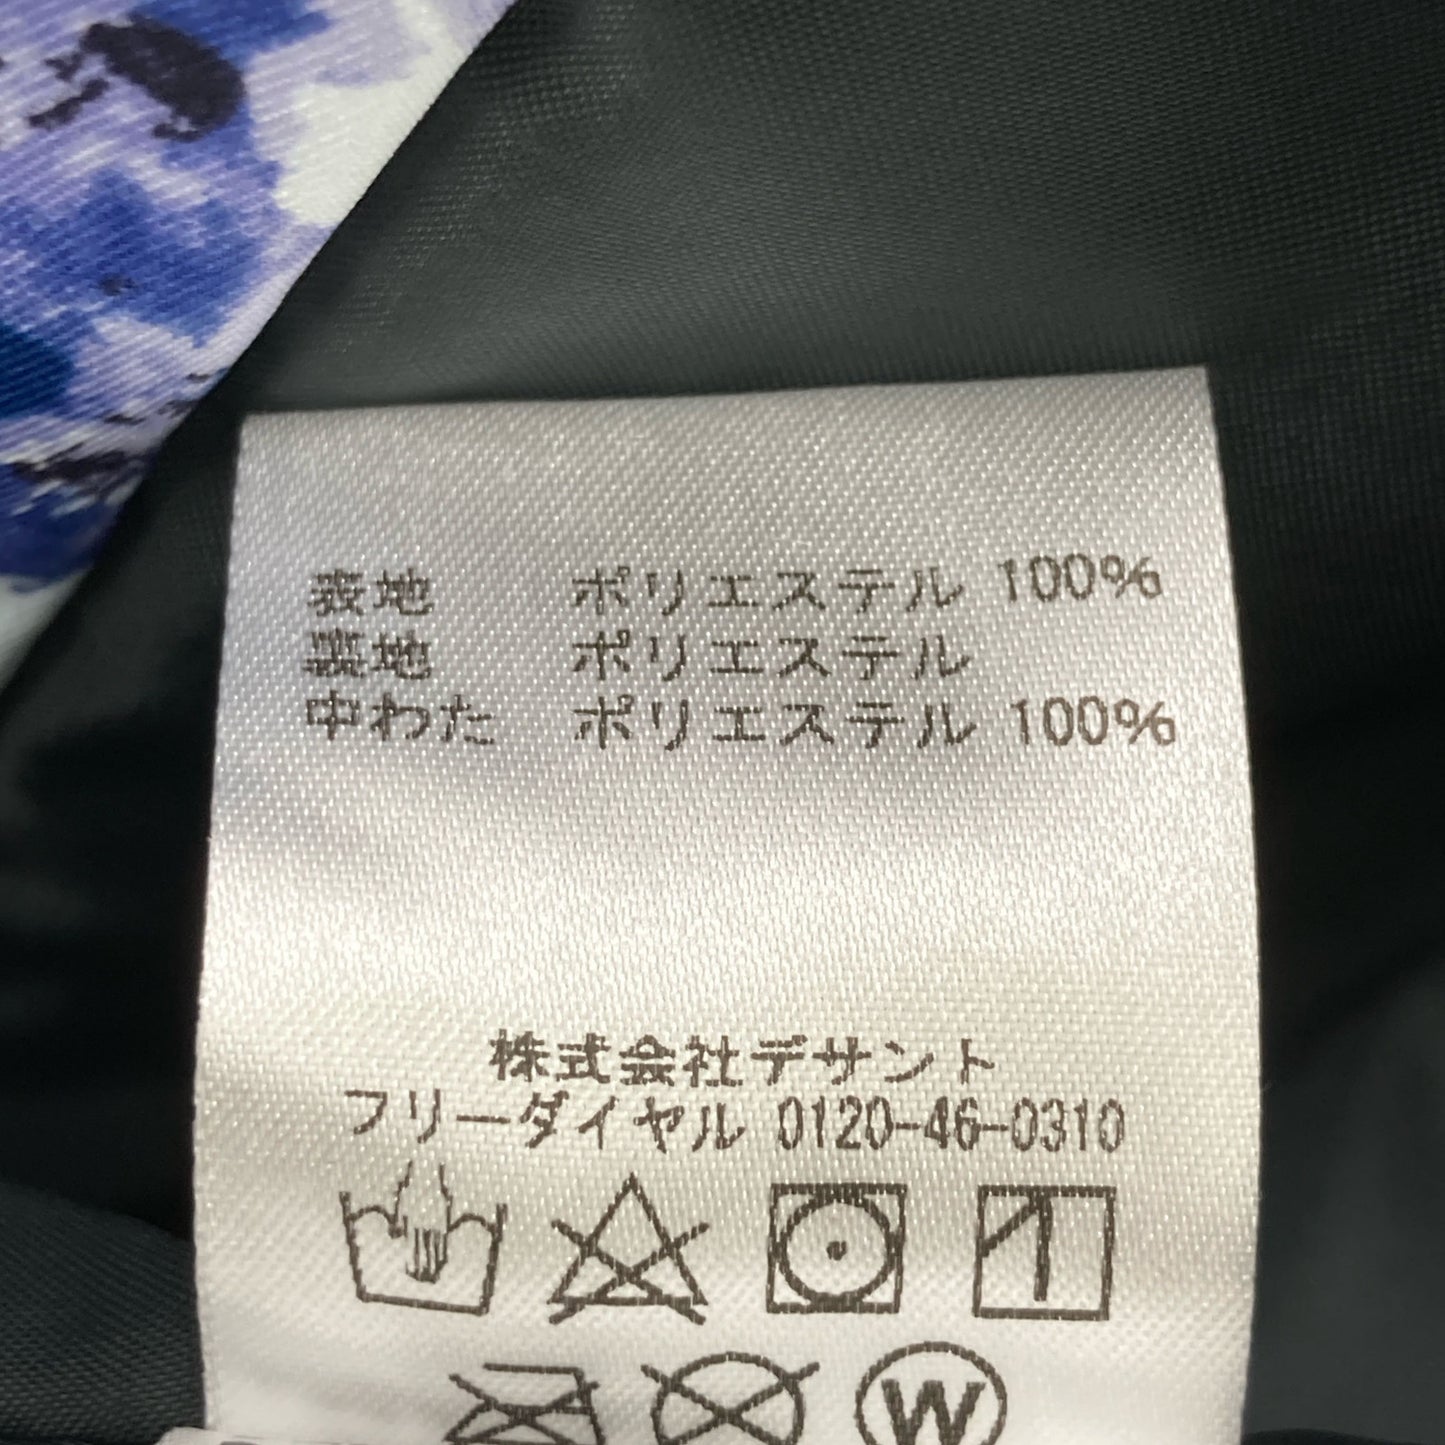 表地 ポリエステル 100%
裏地 ポリエステル
中わた ポリエステル 100%
株式会社デサント
フリーダイヤル 0120-46-0310
W